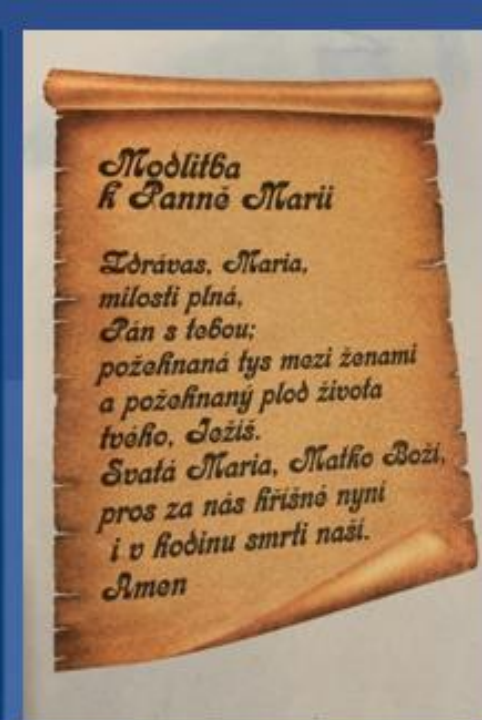 Modlitba
k Panně Marii
Zdrávas, Maria,
milosti plná,
Pán s tebou;
požehnaná tys mezi ženami
a požehnaný plod života
tvého, Ježíš.
Svatá Maria, Matko Boží,
pros za nás hříšné nyní
i v hodinu smrti naší.
Amen